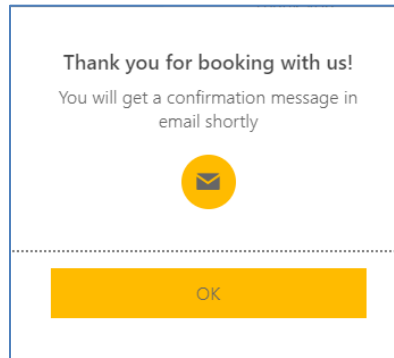 Thank you for booking with us!
You will get a confirmation message in
email shortly
OK